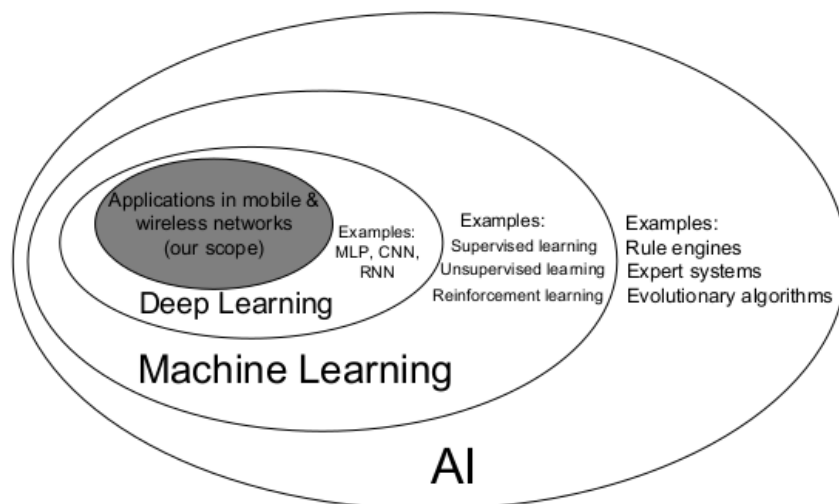 Applications in mobile &
wireless networks
(our scope)
Examples:
MLP, CNN,
RNN
Deep Learning
Examples:
Supervised learning
Unsupervised learning
Reinforcement learning
Machine Learning
Examples:
Rule engines
Expert systems
Evolutionary algorithms
AI